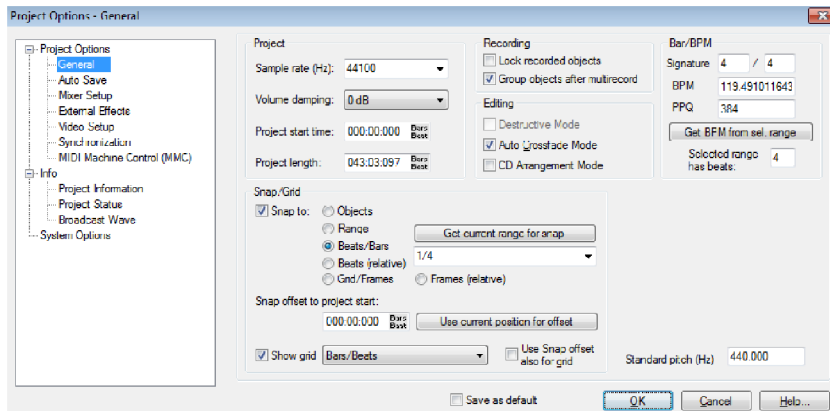 Project Options - General
Project Options
General
Auto Save
Mixer Setup
External Effects
Video Setup
Synchronization
MIDI Machine Control (MMC)
Info
Project Information
Project Status
Broadcast Wave
System Options
Project
Sample rate (Hz): 44100
Volume damping: 0 dB
Project start time: 000:00:000 Bars Beat
Project length: 043:03:097 Bars Beat
Recording
Lock recorded objects
Group objects after multirecord
Editing
Destructive Mode
Auto Crossfade Mode
CD Arrangement Mode
Bar/BPM
Signature 4 / 4
BPM 119.491011643
PPQ 384
Get BPM from sel. range
Selected range has beats: 4
Snap/Grid
Snap to:
Objects
Range
Beats/Bars
Beats (relative)
Grid/Frames
Frames (relative)
Get current range for snap
1/4
Snap offset to project start:
000:00:000 Bars Beat
Use current position for offset
Show grid Bars/Beats
Use Snap offset
also for grid
Standard pitch (Hz) 440.000
Save as default
OK
Cancel
Help...